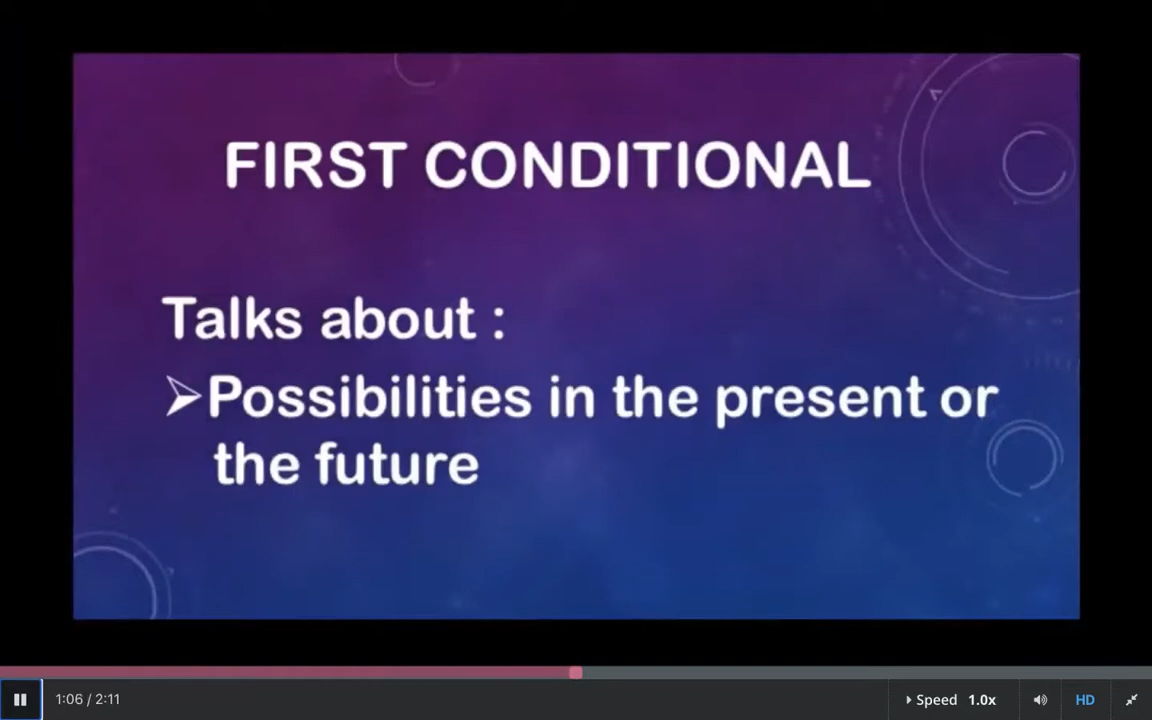 FIRST CONDITIONAL
Talks about :
➢Possibilities in the present or
the future
1:06 / 2:11
Speed 1.0x
HD